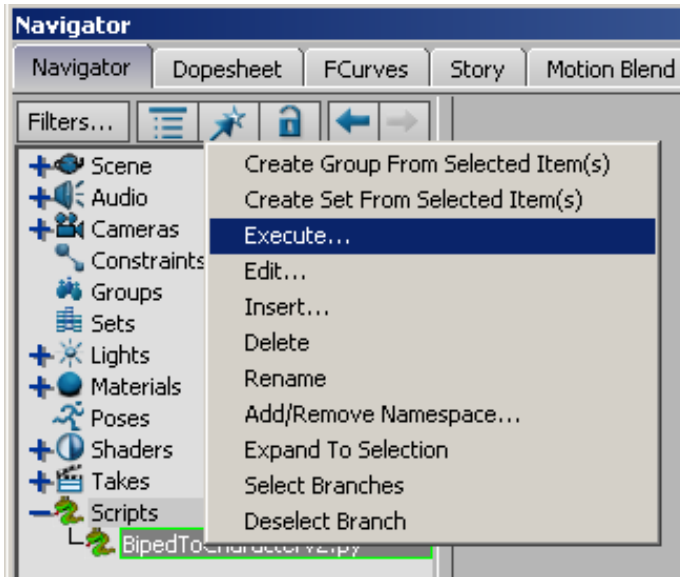 Navigator
Navigator Dopesheet FCurves Story Motion Blend
Filters...
Scene
Audio
Cameras
Constraints
Groups
Sets
Lights
Materials
Poses
Shaders
Takes
Scripts
BipedToCharacterv2.py
Create Group From Selected Item(s)
Create Set From Selected Item(s)
Execute...
Edit...
Insert...
Delete
Rename
Add/Remove Namespace...
Expand To Selection
Select Branches
Deselect Branch